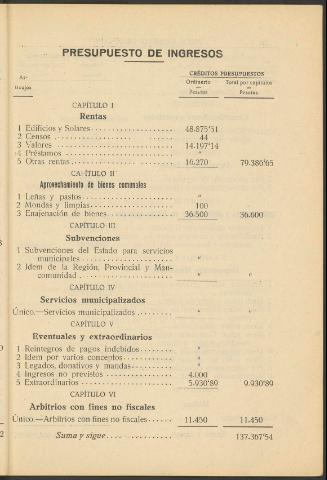 PRESUPUESTO DE INGRESOS
CRÉDITOS PRESUPUESTOS
Ar-
tículos
Ordinario
Total por capítulos
Pesetas
Pesetas
CAPÍTULO I
Rentas
1 Edificios y Solares 48.875'51
2 Censos 44
3 Valores 14.197'14
4 Préstamos "
5 Otras rentas 16.270 79.386'65
CAPÍTULO II
Aprovechamiento de bienes comunales
1 Leñas y pastos "
2 Mondas y limpias 100
3 Enajenación de bienes 36.500 36.600
CAPÍTULO III
Subvenciones
1 Subvenciones del Estado para servicios
municipales "
2 Idem de la Región, Provincial y Man-
comunidad " "
CAPÍTULO IV
Servicios municipalizados
Único.—Servicios municipalizados " "
CAPÍTULO V
Eventuales y extraordinarios
1 Reintegros de pagos indebidos "
2 Idem por varios conceptos "
3 Legados, donativos y mandas "
4 Ingresos no previstos 4.000
5 Extraordinarios 5.930'89 9.930'89
CAPÍTULO VI
Arbitrios con fines no fiscales
Único.—Arbitrios con fines no fiscales 11.450 11.450
Suma y sigue 137.367'54